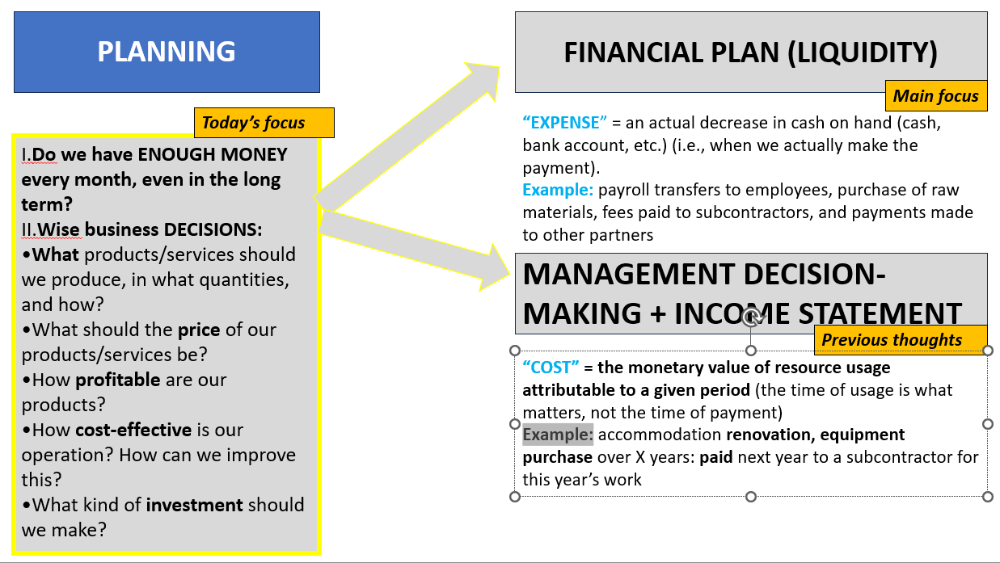 PLANNING
Today's focus
I.Do we have ENOUGH MONEY
every month, even in the long
term?
II.Wise business DECISIONS:
•What products/services should
we produce, in what quantities,
and how?
•What should the price of our
products/services be?
•How profitable are our
products?
•How cost-effective is our
operation? How can we improve
this?
•What kind of investment should
we make?
FINANCIAL PLAN (LIQUIDITY)
Main focus
“EXPENSE” = an actual decrease in cash on hand (cash,
bank account, etc.) (i.e., when we actually make the
payment).
Example: payroll transfers to employees, purchase of raw
materials, fees paid to subcontractors, and payments made
to other partners
MANAGEMENT DECISION-
MAKING + INCOME STATEMENT
Previous thoughts
“COST” = the monetary value of resource usage
attributable to a given period (the time of usage is what
matters, not the time of payment)
Example: accommodation renovation, equipment
purchase over X years: paid next year to a subcontractor for
this year’s work